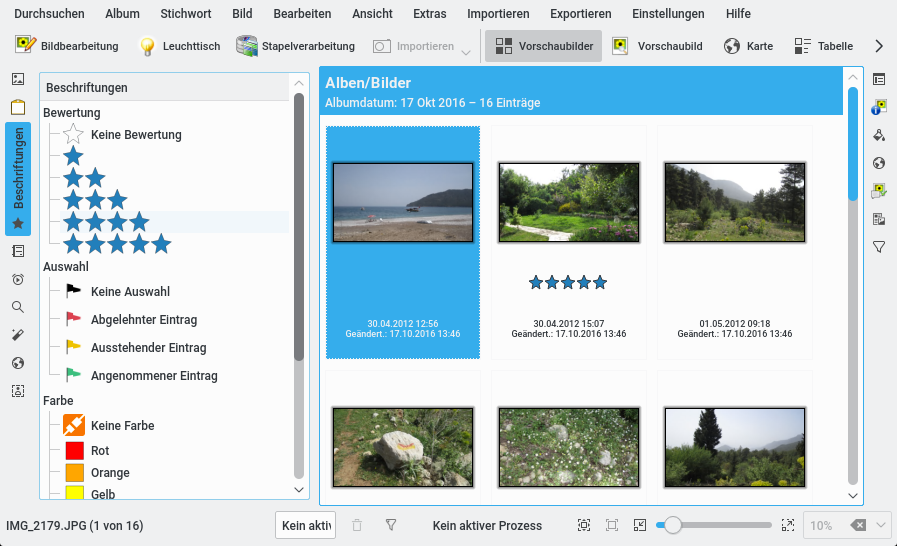 Durchsuchen Album Stichwort Bild Bearbeiten Ansicht Extras Importieren Exportieren Einstellungen Hilfe
Bildbearbeitung Leuchttisch Stapelverarbeitung Importieren Vorschaubilder Vorschaubild Karte Tabelle
Beschriftungen
Beschriftungen
Bewertung
Keine Bewertung
Auswahl
Keine Auswahl
Abgelehnter Eintrag
Ausstehender Eintrag
Angenommener Eintrag
Farbe
Keine Farbe
Rot
Orange
Gelb
Alben/Bilder
Albumdatum: 17 Okt 2016 – 16 Einträge
30.04.2012 12:56
Geändert.: 17.10.2016 13:46
30.04.2012 15:07
Geändert.: 17.10.2016 13:46
01.05.2012 09:18
Geändert.: 17.10.2016 13:46
IMG_2179.JPG (1 von 16) Kein aktiv Kein aktiver Prozess 10%